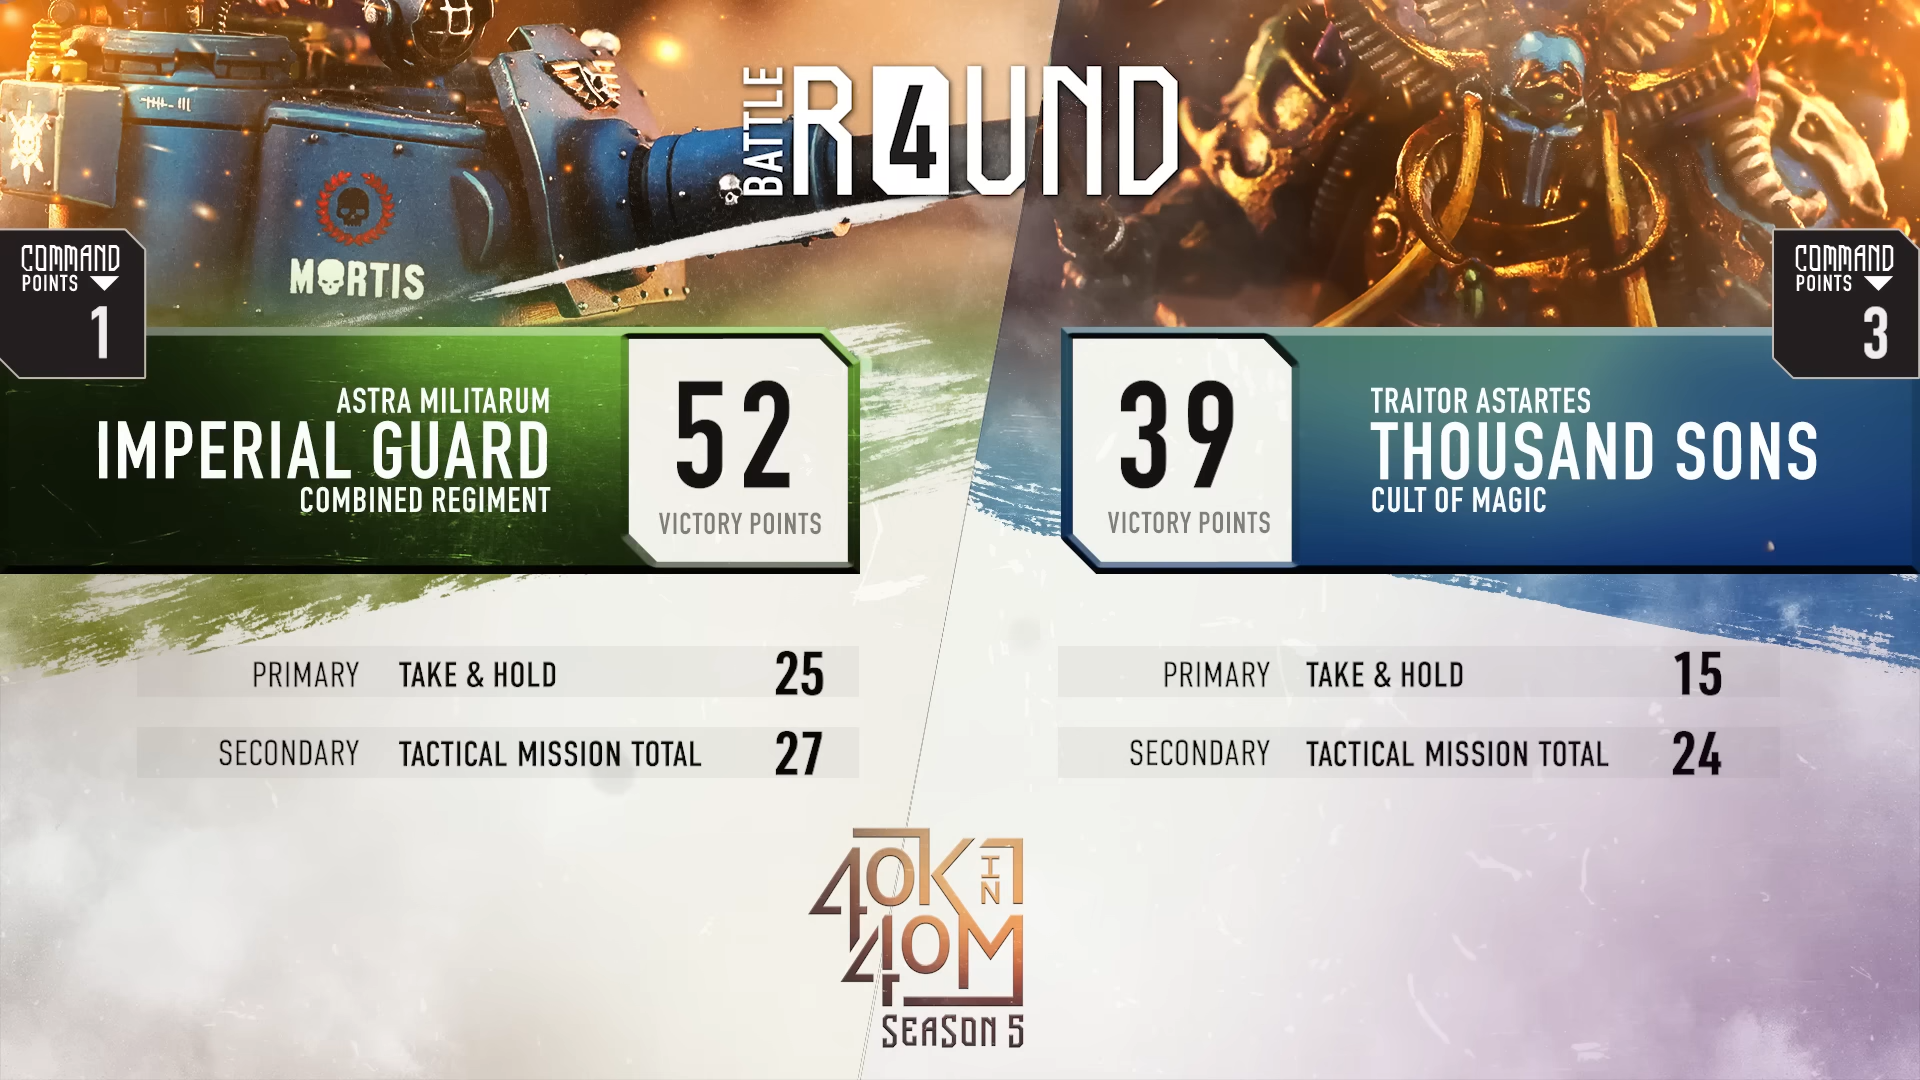 BATTLE
R4UND
MORTIS
COMMAND
POINTS
1
ASTRA MILITARUM
IMPERIAL GUARD
COMBINED REGIMENT
52
VICTORY POINTS
PRIMARY TAKE & HOLD 25
SECONDARY TACTICAL MISSION TOTAL 27
COMMAND
POINTS
3
39
VICTORY POINTS
TRAITOR ASTARTES
THOUSAND SONS
CULT OF MAGIC
PRIMARY TAKE & HOLD 15
SECONDARY TACTICAL MISSION TOTAL 24
40K IN
40M
SEASON 5